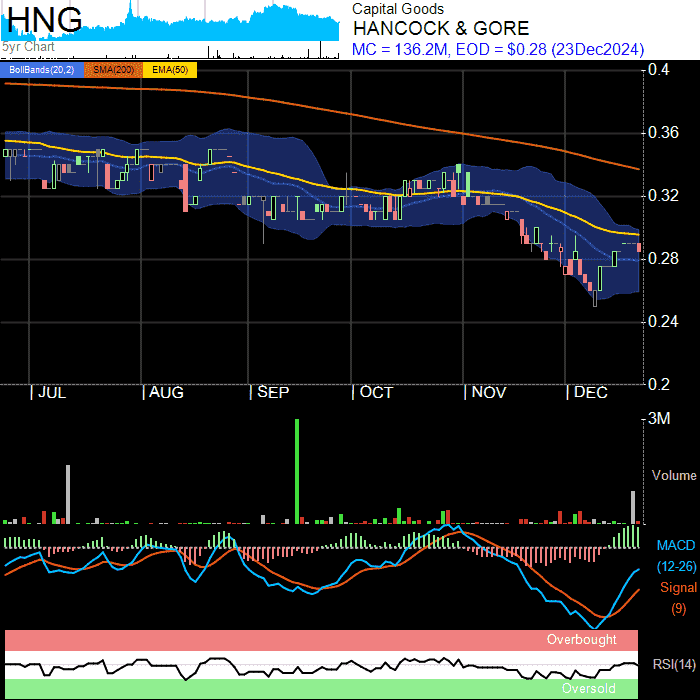 HNG
5yr Chart
Capital Goods
HANCOCK & GORE
MC = 136.2M, EOD = $0.28 (23Dec2024)
BollBands(20,2) SMA(200) EMA(50)
0.4
0.36
0.32
0.28
0.24
0.2
JUL AUG SEP OCT NOV DEC
3M
Volume
MACD
(12-26)
Signal
(9)
Overbought
RSI(14)
Oversold